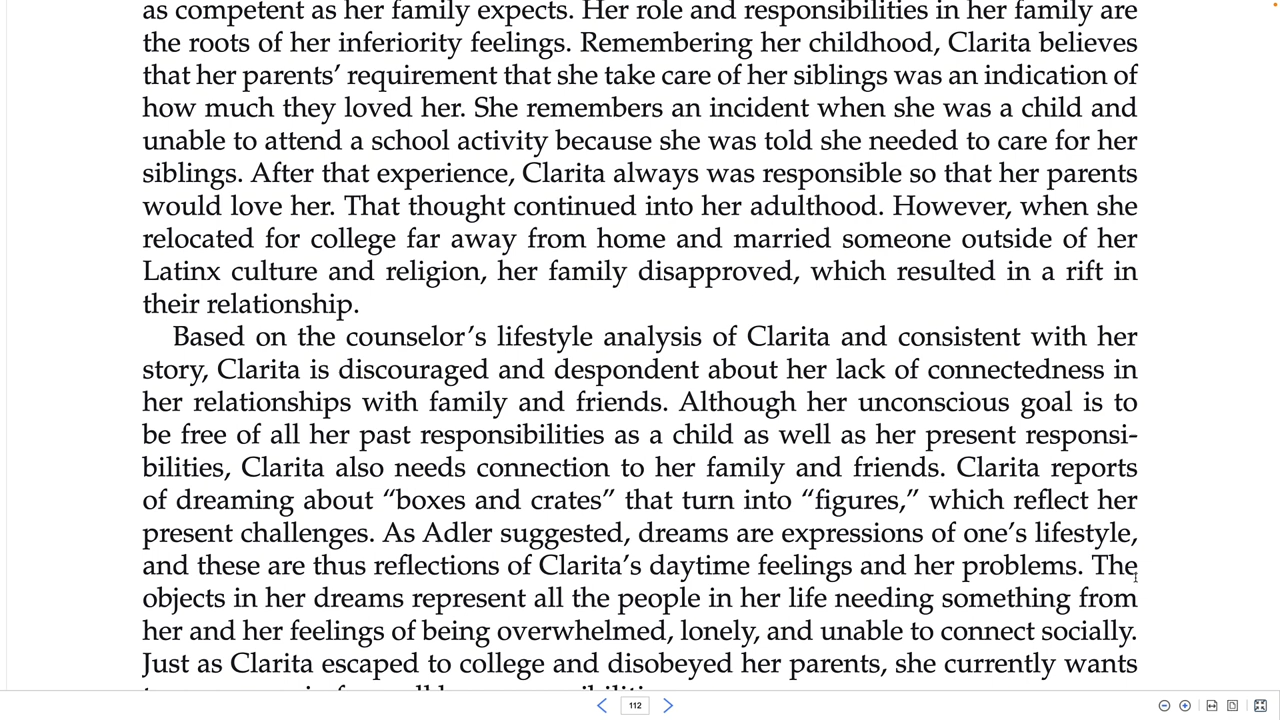 as competent as her family expects. Her role and responsibilities in her family are
the roots of her inferiority feelings. Remembering her childhood, Clarita believes
that her parents’ requirement that she take care of her siblings was an indication of
how much they loved her. She remembers an incident when she was a child and
unable to attend a school activity because she was told she needed to care for her
siblings. After that experience, Clarita always was responsible so that her parents
would love her. That thought continued into her adulthood. However, when she
relocated for college far away from home and married someone outside of her
Latinx culture and religion, her family disapproved, which resulted in a rift in
their relationship.
Based on the counselor’s lifestyle analysis of Clarita and consistent with her
story, Clarita is discouraged and despondent about her lack of connectedness in
her relationships with family and friends. Although her unconscious goal is to
be free of all her past responsibilities as a child as well as her present responsi-
bilities, Clarita also needs connection to her family and friends. Clarita reports
of dreaming about “boxes and crates” that turn into “figures,” which reflect her
present challenges. As Adler suggested, dreams are expressions of one’s lifestyle,
and these are thus reflections of Clarita’s daytime feelings and her problems. The
objects in her dreams represent all the people in her life needing something from
her and her feelings of being overwhelmed, lonely, and unable to connect socially.
Just as Clarita escaped to college and disobeyed her parents, she currently wants
112